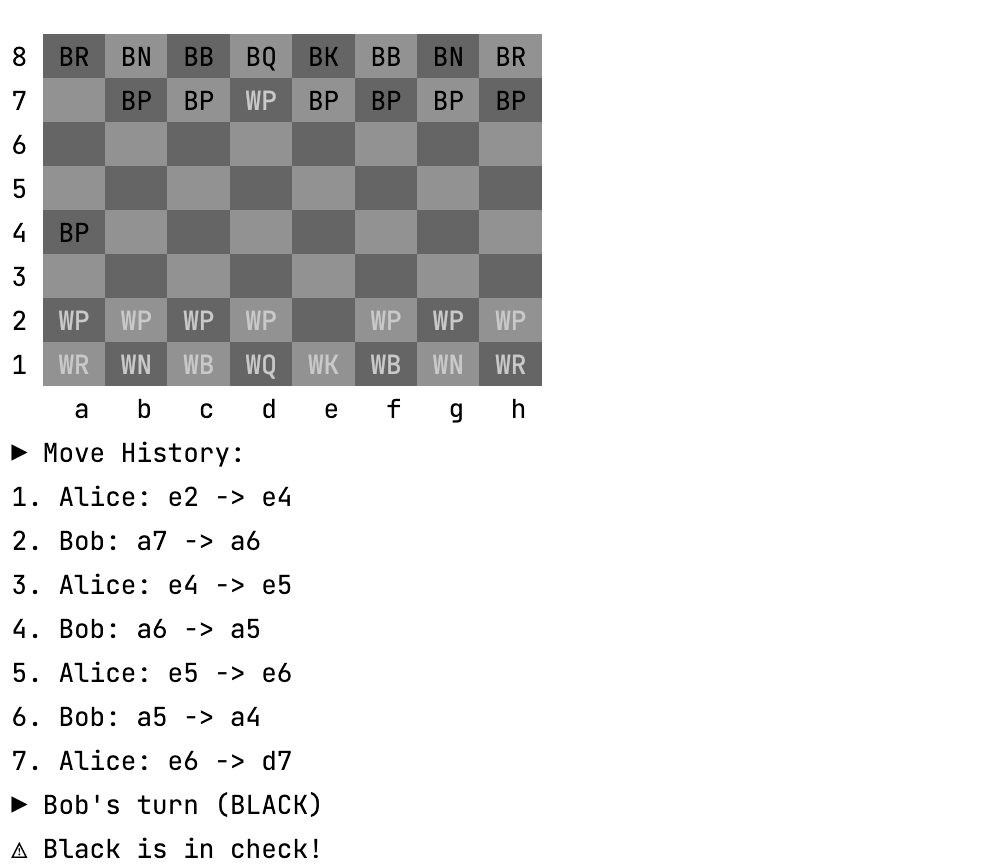 8 BR BN BB BQ BK BB BN BR
7 BP BP WP BP BP BP BP
6
5
4 BP
3
2 WP WP WP WP WP WP WP
1 WR WN WB WQ WK WB WN WR
a b c d e f g h
► Move History:
1. Alice: e2 -> e4
2. Bob: a7 -> a6
3. Alice: e4 -> e5
4. Bob: a6 -> a5
5. Alice: e5 -> e6
6. Bob: a5 -> a4
7. Alice: e6 -> d7
► Bob's turn (BLACK)
⚠ Black is in check!